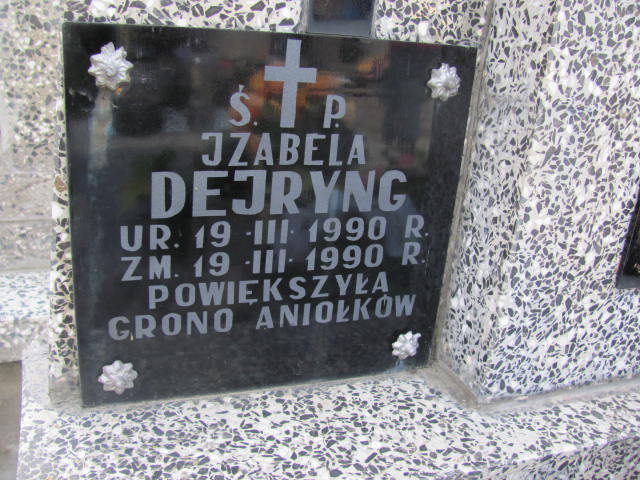 Ś. P.
JZABELA
DEJRYNG
UR. 19 ·III· 1990 R.
ZM. 19 ·III· 1990 R.
POWIĘKSZYŁA
GRONO ANIOŁKÓW